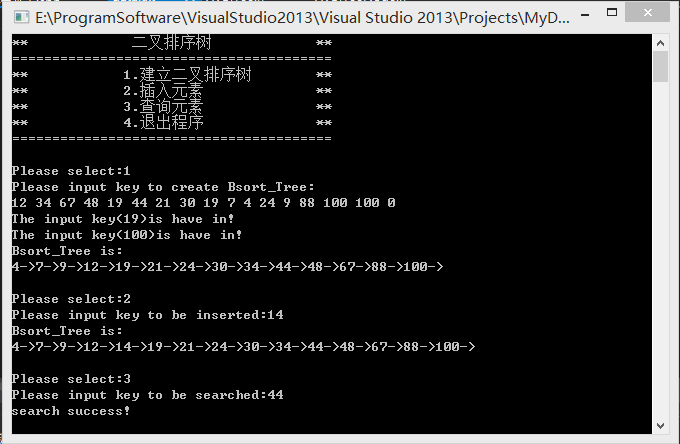 E:\ProgramSoftware\VisualStudio2013\Visual Studio 2013\Projects\MyD...
** 二叉排序树 **
========================================
** 1.建立二叉排序树 **
** 2.插入元素 **
** 3.查询元素 **
** 4.退出程序 **
========================================
Please select:1
Please input key to create Bsort_Tree:
12 34 67 48 19 44 21 30 19 7 4 24 9 88 100 100 0
The input key(19)is have in!
The input key(100)is have in!
Bsort_Tree is:
4->7->9->12->19->21->24->30->34->44->48->67->88->100->
Please select:2
Please input key to be inserted:14
Bsort_Tree is:
4->7->9->12->14->19->21->24->30->34->44->48->67->88->100->
Please select:3
Please input key to be searched:44
search success!